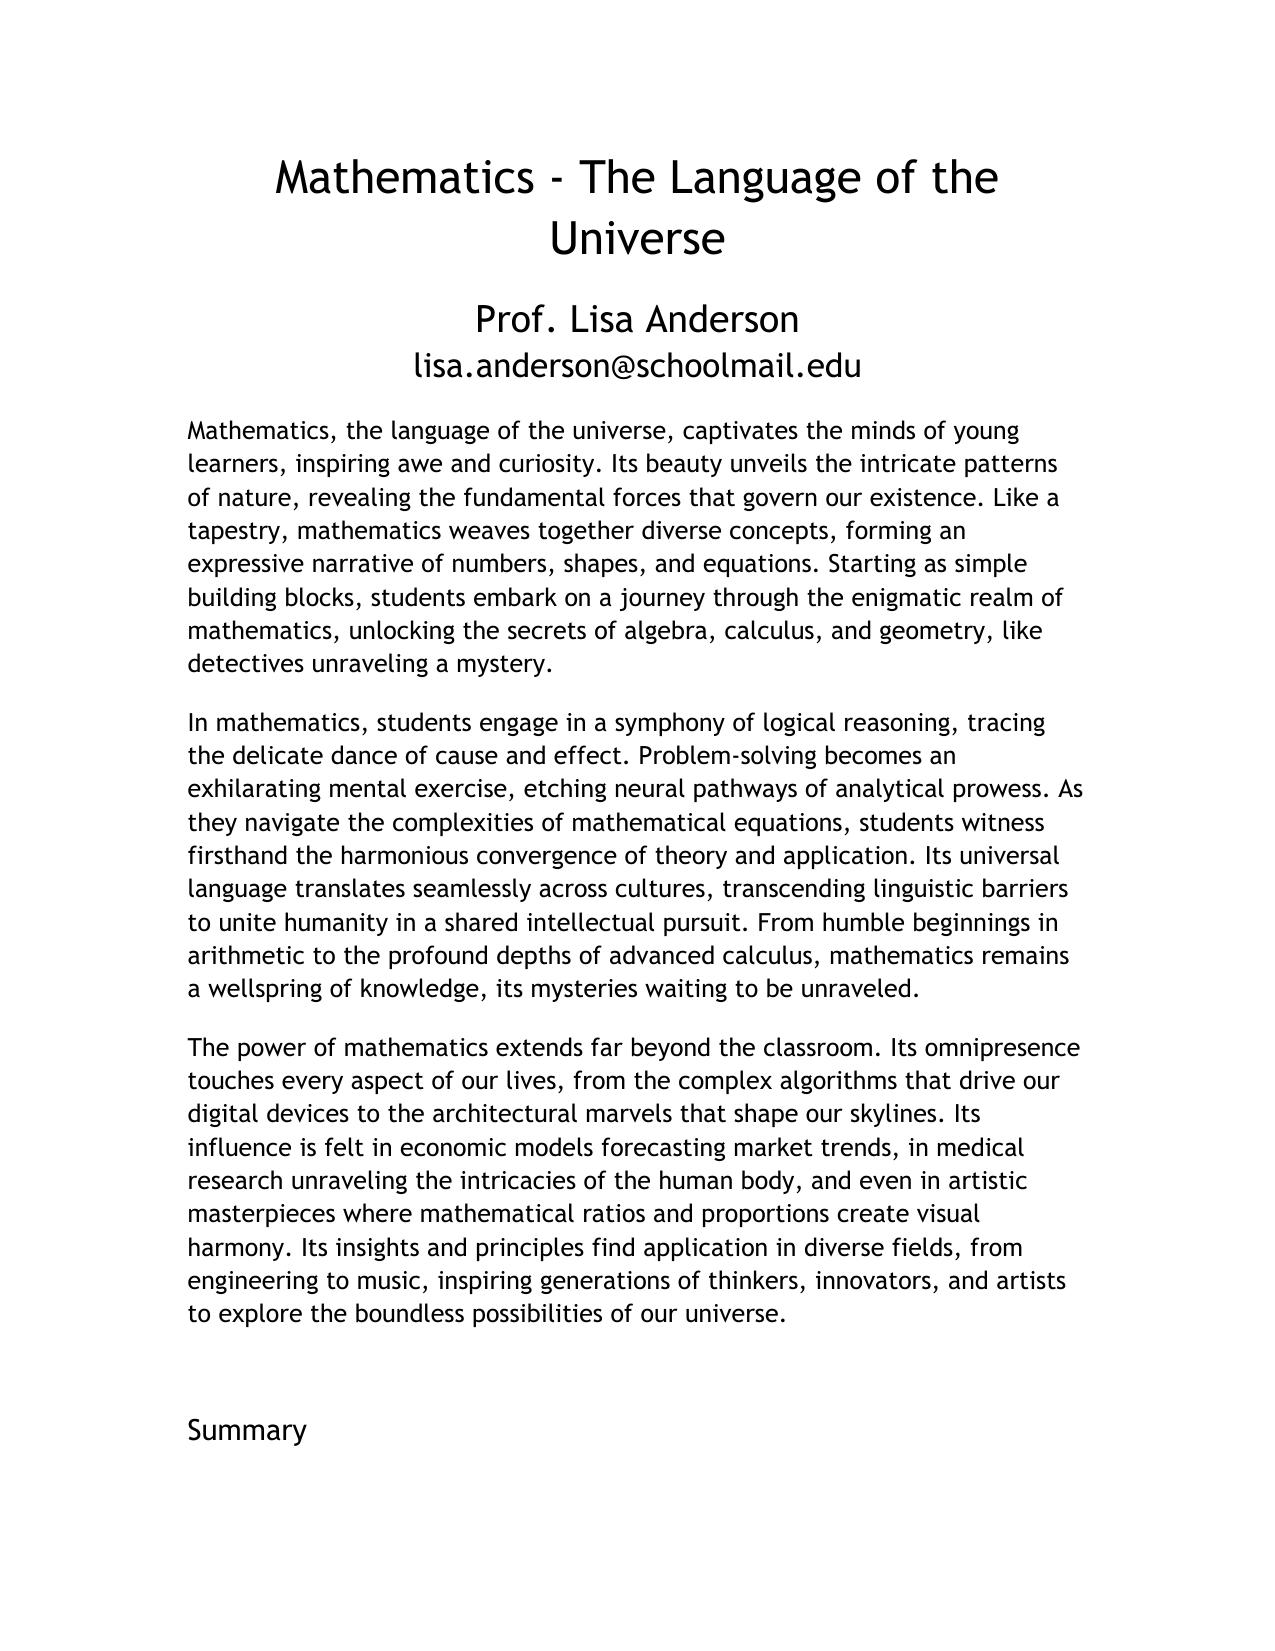 Mathematics - The Language of the
Universe
Prof. Lisa Anderson
lisa.anderson@schoolmail.edu
Mathematics, the language of the universe, captivates the minds of young
learners, inspiring awe and curiosity. Its beauty unveils the intricate patterns
of nature, revealing the fundamental forces that govern our existence. Like a
tapestry, mathematics weaves together diverse concepts, forming an
expressive narrative of numbers, shapes, and equations. Starting as simple
building blocks, students embark on a journey through the enigmatic realm of
mathematics, unlocking the secrets of algebra, calculus, and geometry, like
detectives unraveling a mystery.
In mathematics, students engage in a symphony of logical reasoning, tracing
the delicate dance of cause and effect. Problem-solving becomes an
exhilarating mental exercise, etching neural pathways of analytical prowess. As
they navigate the complexities of mathematical equations, students witness
firsthand the harmonious convergence of theory and application. Its universal
language translates seamlessly across cultures, transcending linguistic barriers
to unite humanity in a shared intellectual pursuit. From humble beginnings in
arithmetic to the profound depths of advanced calculus, mathematics remains
a wellspring of knowledge, its mysteries waiting to be unraveled.
The power of mathematics extends far beyond the classroom. Its omnipresence
touches every aspect of our lives, from the complex algorithms that drive our
digital devices to the architectural marvels that shape our skylines. Its
influence is felt in economic models forecasting market trends, in medical
research unraveling the intricacies of the human body, and even in artistic
masterpieces where mathematical ratios and proportions create visual
harmony. Its insights and principles find application in diverse fields, from
engineering to music, inspiring generations of thinkers, innovators, and artists
to explore the boundless possibilities of our universe.
Summary